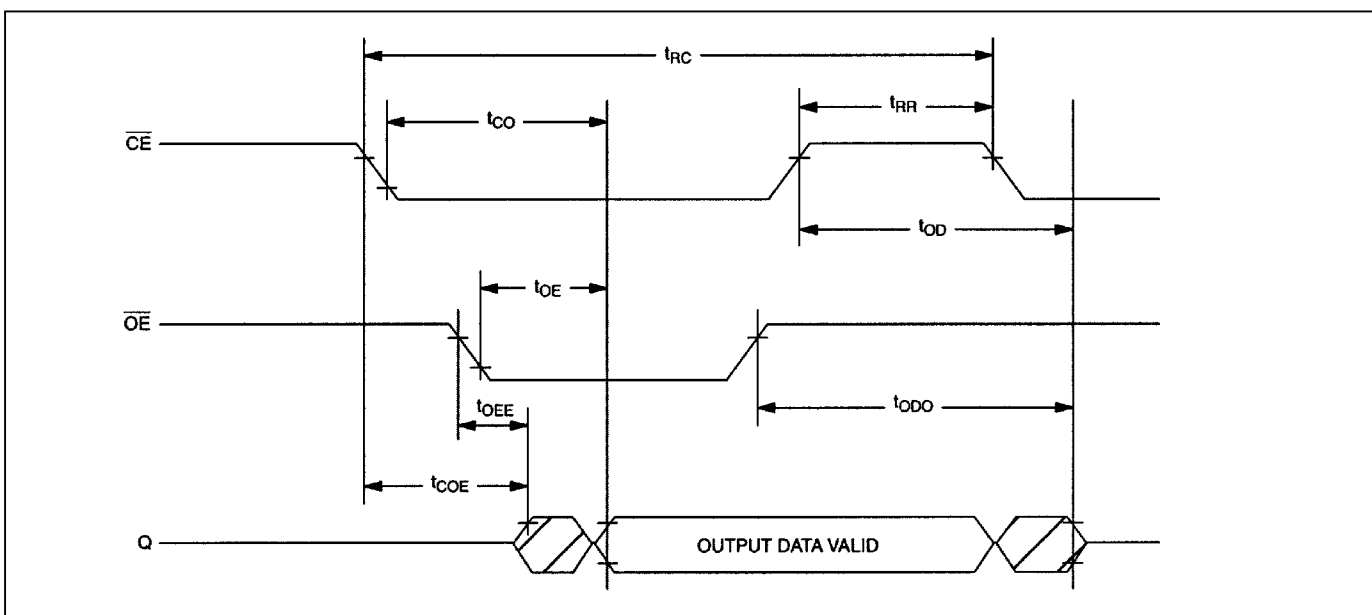 tRC
tRR
tCO
CE
tOD
tOE
OE
tOEE
tODO
tCOE
Q
OUTPUT DATA VALID